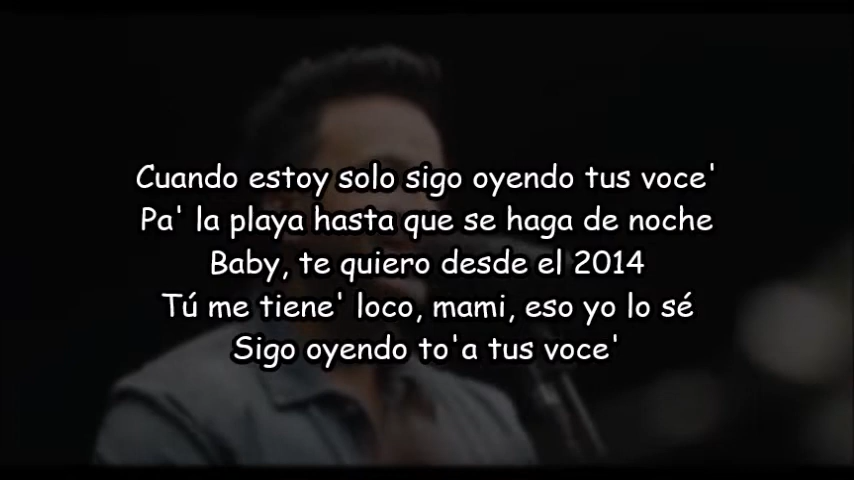 Cuando estoy solo sigo oyendo tus voce'
Pa' la playa hasta que se haga de noche
Baby, te quiero desde el 2014
Tú me tiene' loco, mami, eso yo lo sé
Sigo oyendo to'a tus voce'